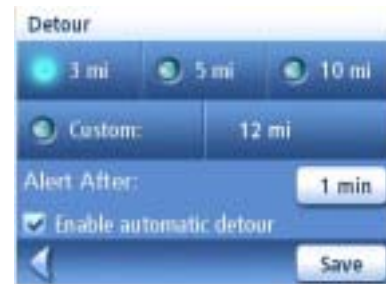 Detour
3 mi 5 mi 10 mi
Custom: 12 mi
Alert After: 1 min
Enable automatic detour
Save